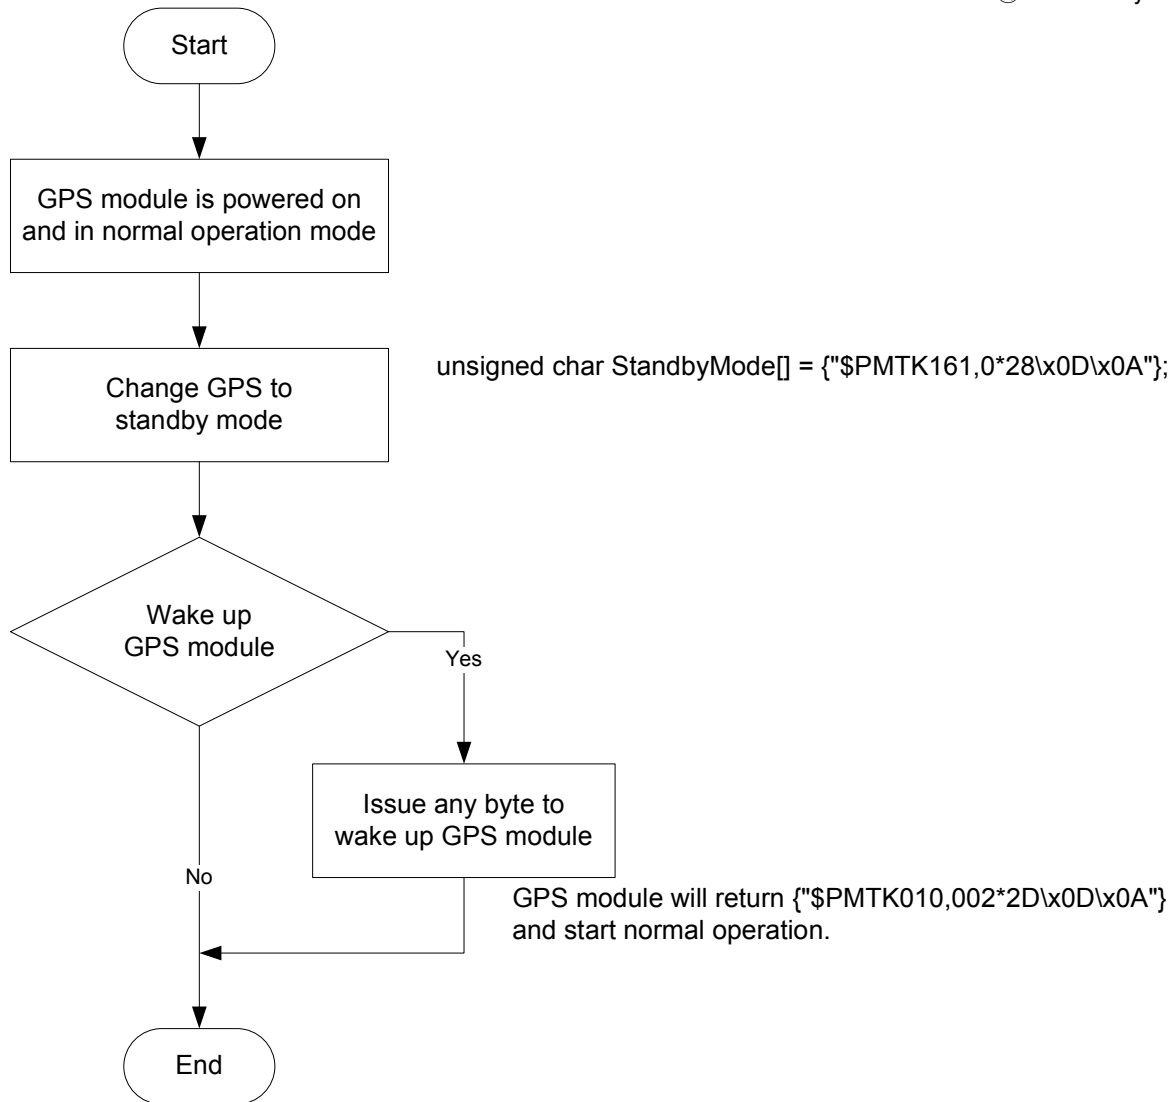 Start
GPS module is powered on
and in normal operation mode
Change GPS to
standby mode
unsigned char StandbyMode[] = {"$PMTK161,0*28\x0D\x0A"};
Wake up
GPS module
Yes
Issue any byte to
wake up GPS module
No
GPS module will return {"$PMTK010,002*2D\x0D\x0A"}
and start normal operation.
End